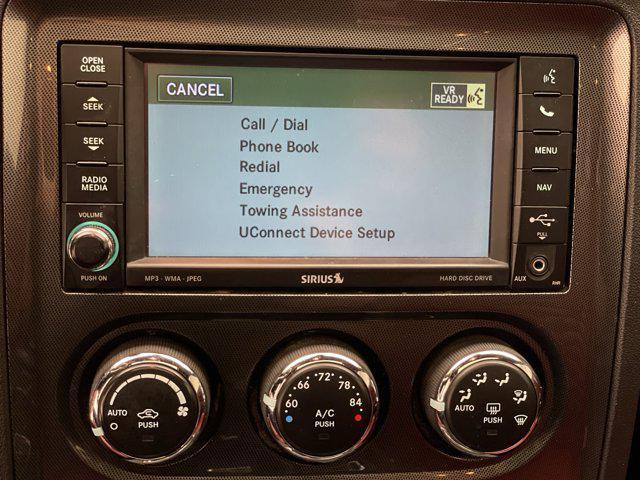 OPEN
CLOSE
SEEK
SEEK
RADIO
MEDIA
VOLUME
PUSH ON
CANCEL
VR
READY
Call / Dial
Phone Book
Redial
Emergency
Towing Assistance
UConnect Device Setup
MP3 · WMA · JPEG
SIRIUS
HARD DISC DRIVE
MENU
NAV
PULL
AUX
RHR
AUTO
PUSH
60
66
72
78
84
A/C
PUSH
AUTO
PUSH